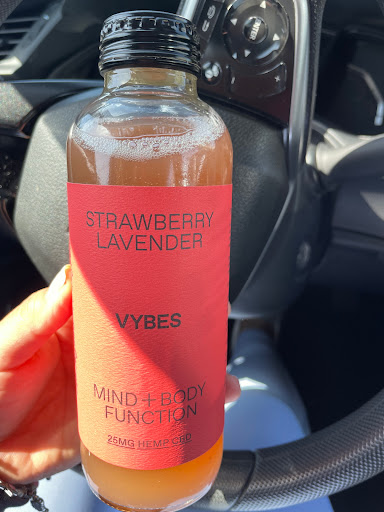 STRAWBERRY
LAVENDER
VYBES
MIND + BODY
FUNCTION
25MG HEMP CBD